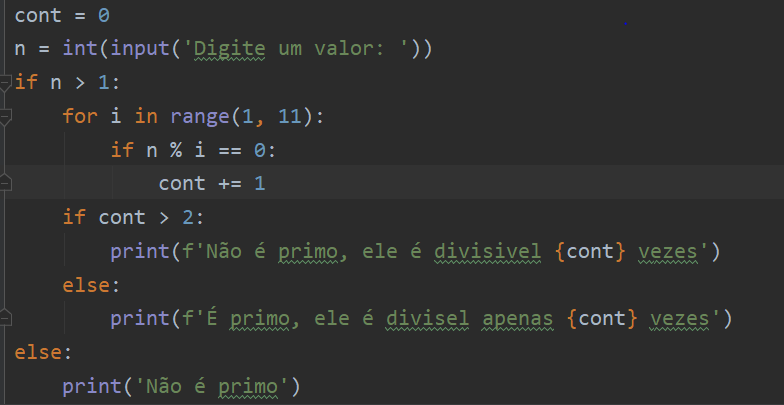 cont = 0
n = int(input('Digite um valor: '))
if n > 1:
    for i in range(1, 11):
        if n % i == 0:
            cont += 1
    if cont > 2:
        print(f'Não é primo, ele é divisivel {cont} vezes')
    else:
        print(f'É primo, ele é divisel apenas {cont} vezes')
else:
    print('Não é primo')